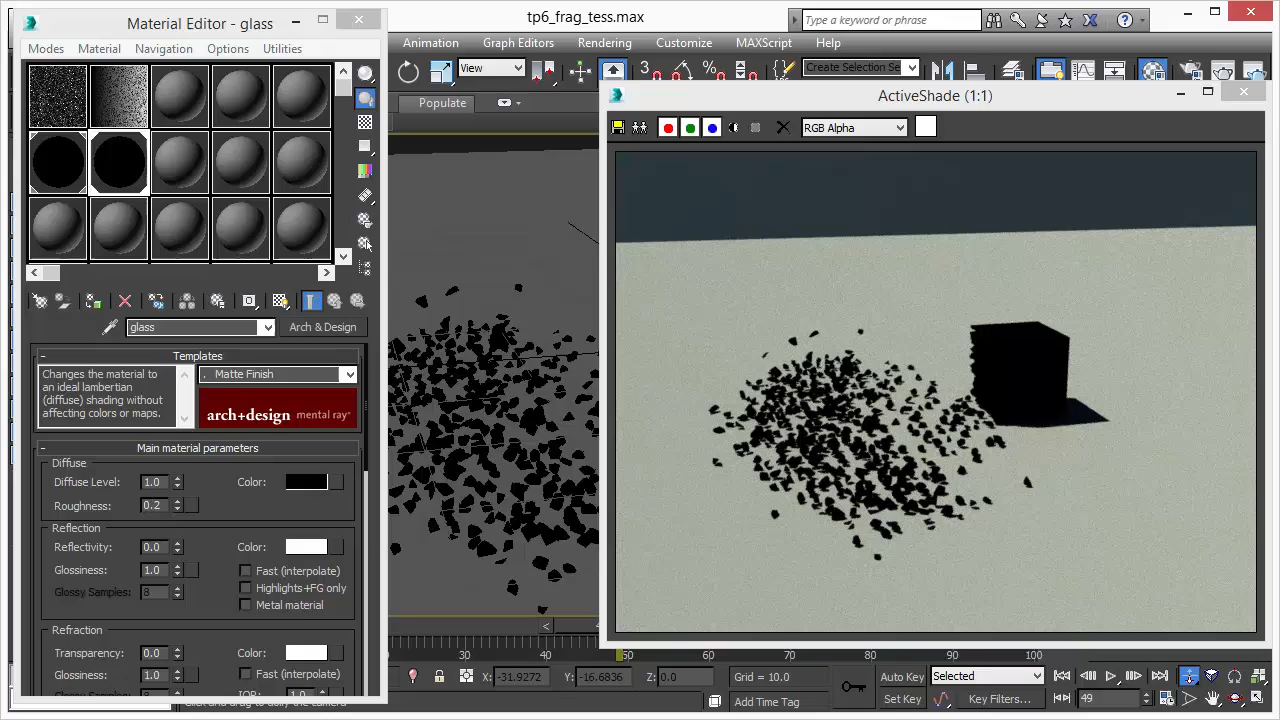 Material Editor - glass
tp6_frag_tess.max
Type a keyword or phrase
Modes Material Navigation Options Utilities
Animation Graph Editors Rendering Customize MAXScript Help
View
3
%
Create Selection Se
Populate
ActiveShade (1:1)
RGB Alpha
glass
Arch & Design
Templates
Changes the material to
an ideal lambertian
(diffuse) shading without
affecting colors or maps.
. Matte Finish
arch+design mental ray®
Main material parameters
Diffuse
Diffuse Level: 1.0 Color:
Roughness: 0.2
Reflection
Reflectivity: 0.0 Color:
Glossiness: 1.0 Fast (interpolate)
Glossy Samples: 8 Highlights+FG only
Metal material
Refraction
Transparency: 0.0 Color:
Glossiness: 1.0 Fast (interpolate)
IOR:
30 40 50 60 70 80 90 100
X: -31.9272 Y: -16.6836 Z: 0.0 Grid = 10.0 Auto Key Selected
Add Time Tag Set Key Key Filters... 49